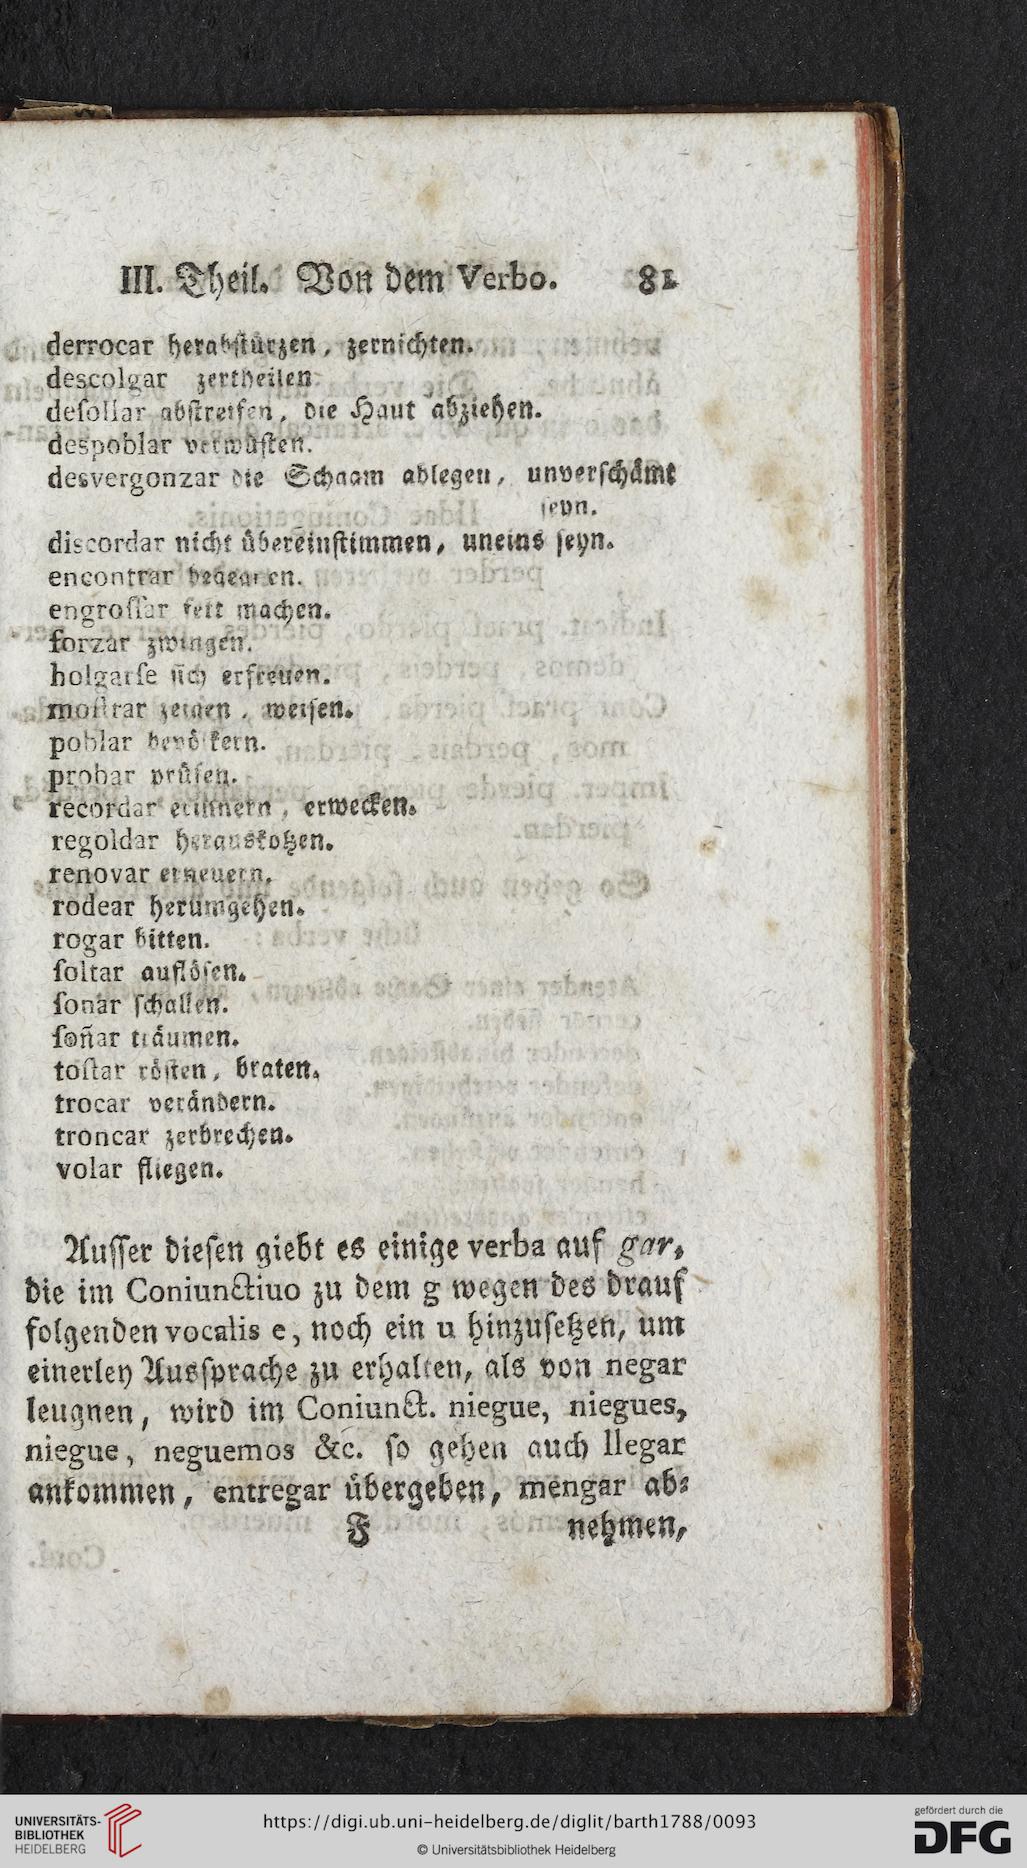 III. Theil. Von dem Verbo. 81
derrocar herabstürzen, zernichten.
descolgar zertheilen
deſollar abstreifen, die Haut abziehen.
despoblar verwüsten.
desvergonzar die Schaam ablegen, unverschämt
seyn.
discordar nicht übereinstimmen, uneins seyn.
encontrar begegnen.
engroſſar fett machen.
forzar zwingen.
holgarſe sich erfreuen.
moſtrar zeigen, weisen.
poblar bevölkern.
probar prüfen.
recordar erinnern, erwecken.
regoldar herauskotzen.
renovar erneuern.
rodear herumgehen.
rogar bitten.
ſoltar auflösen.
ſonar schallen.
ſoñar träumen.
toſtar rösten, braten.
trocar verändern.
troncar zerbrechen.
volar fliegen.
Ausser diesen giebt es einige verba auf gar,
die im Coniunctiuo zu dem g wegen des drauf
folgenden vocalis e, noch ein u hinzusetzen, um
einerley Aussprache zu erhalten, als von negar
leugnen, wird im Coniunct. niegue, niegues,
niegue, neguemos &c. so gehen auch llegar
ankommen, entregar übergeben, mengar ab⸗
F nehmen,
UNIVERSITÄTS-
BIBLIOTHEK
HEIDELBERG
https://digi.ub.uni-heidelberg.de/diglit/barth1788/0093
© Universitätsbibliothek Heidelberg
gefördert durch die
DFG